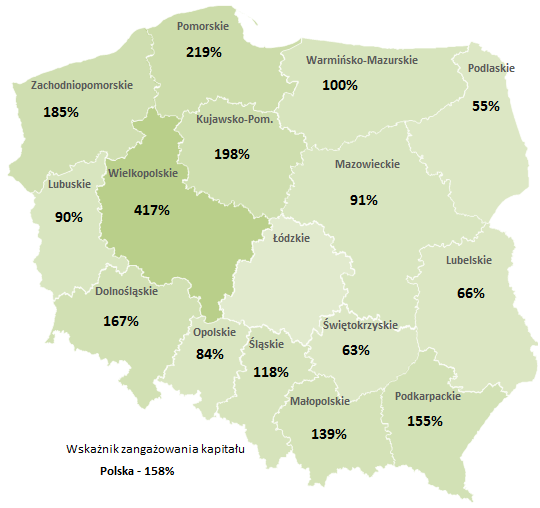 Pomorskie
219%
Warmińsko-Mazurskie
100%
Podlaskie
55%
Zachodniopomorskie
185%
Kujawsko-Pom.
198%
Mazowieckie
91%
Wielkopolskie
417%
Lubuskie
90%
Łódzkie
Lubelskie
66%
Dolnośląskie
167%
Opolskie
84%
Śląskie
118%
Świętokrzyskie
63%
Małopolskie
139%
Podkarpackie
155%
Wskaźnik zangażowania kapitału
Polska - 158%